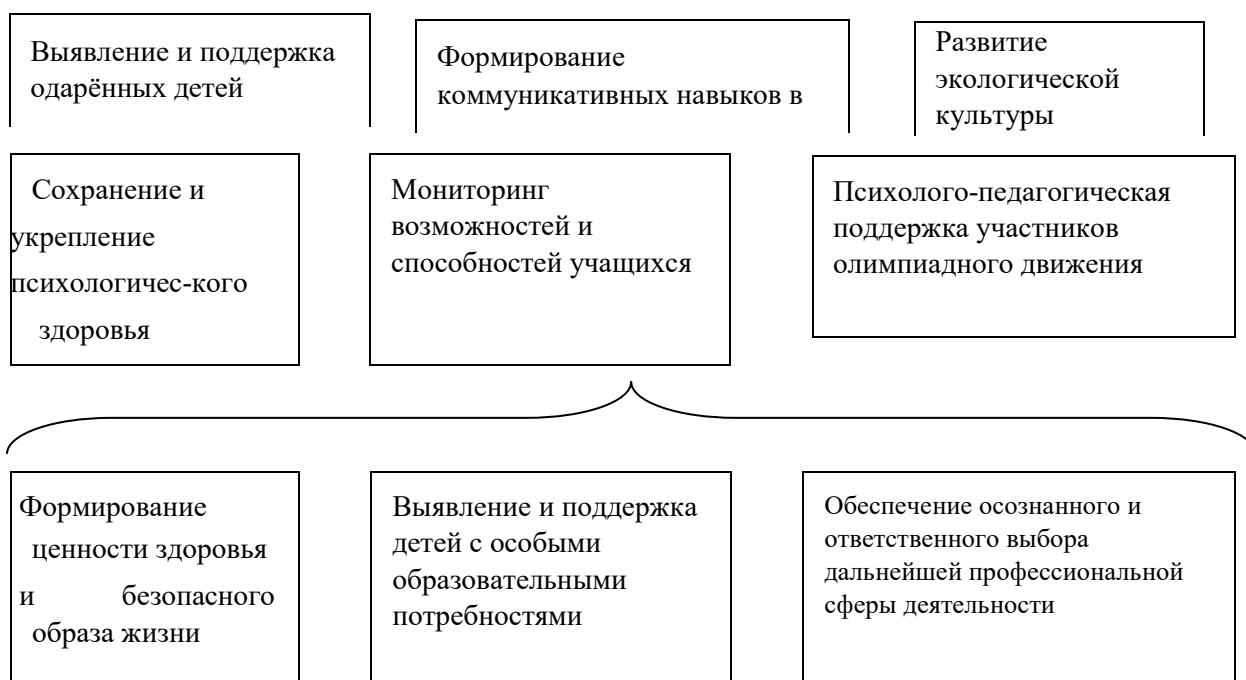 Выявление и поддержка
одарённых детей
Формирование
коммуникативных навыков в
Развитие
экологической
культуры
Сохранение и
укрепление
психологичес-кого
здоровья
Мониторинг
возможностей и
способностей учащихся
Психолого-педагогическая
поддержка участников
олимпиадного движения
Формирование
ценности здоровья
и безопасного
образа жизни
Выявление и поддержка
детей с особыми
образовательными
потребностями
Обеспечение осознанного и
ответственного выбора
дальнейшей профессиональной
сферы деятельности